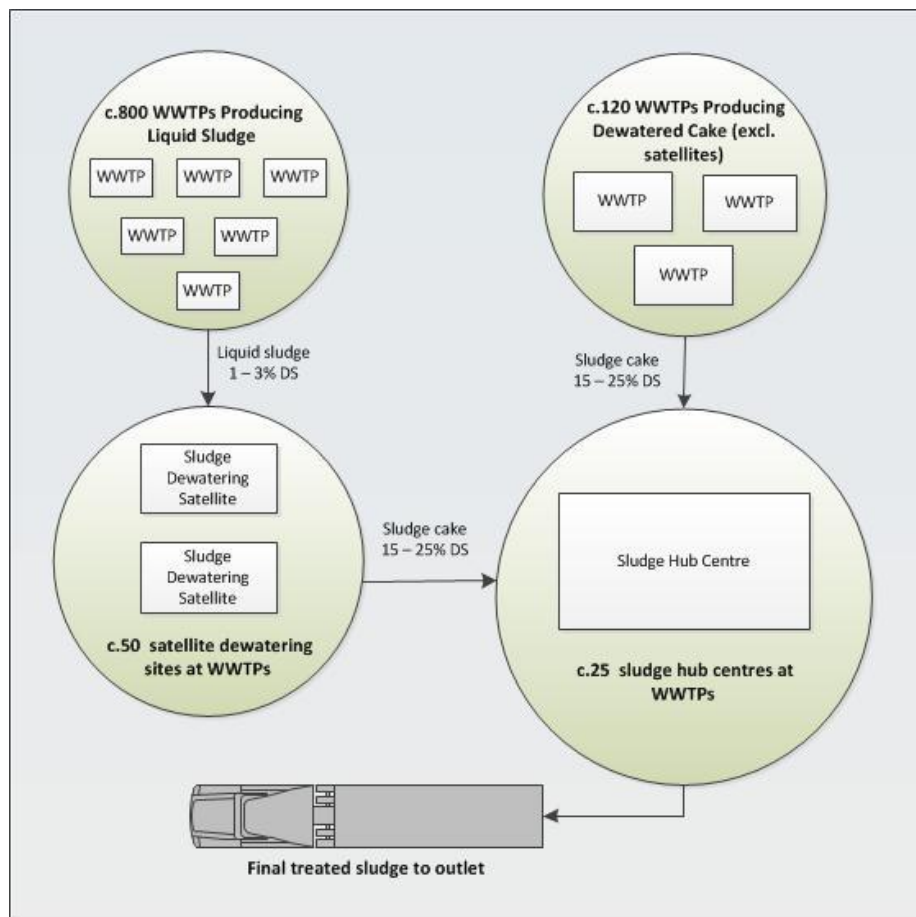 c.800 WWTPs Producing
Liquid Sludge
WWTP WWTP WWTP
WWTP WWTP
WWTP
c.120 WWTPs Producing
Dewatered Cake (excl.
satellites)
WWTP WWTP
WWTP
Liquid sludge
1 – 3% DS
Sludge cake
15 – 25% DS
Sludge
Dewatering
Satellite
Sludge
Dewatering
Satellite
c.50 satellite dewatering
sites at WWTPs
Sludge cake
15 – 25% DS
Sludge Hub Centre
c.25 sludge hub centres at
WWTPs
Final treated sludge to outlet